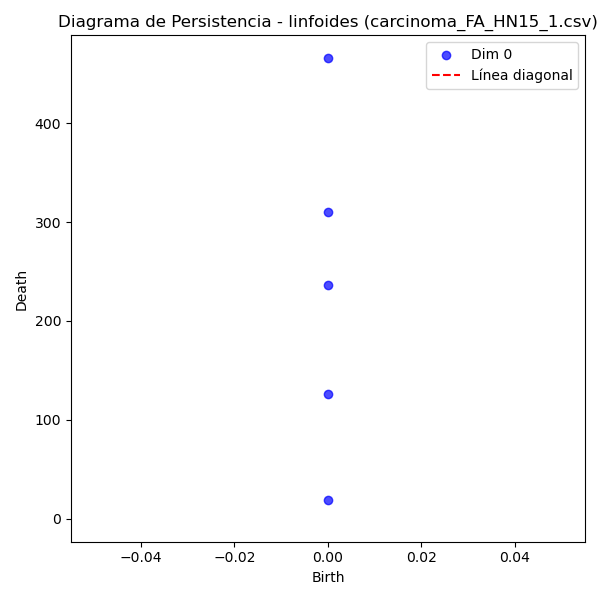 Diagrama de Persistencia - linfoides (carcinoma_FA_HN15_1.csv)
Dim 0
Línea diagonal
400
300
200
100
0
Death
−0.04 −0.02 0.00 0.02 0.04
Birth